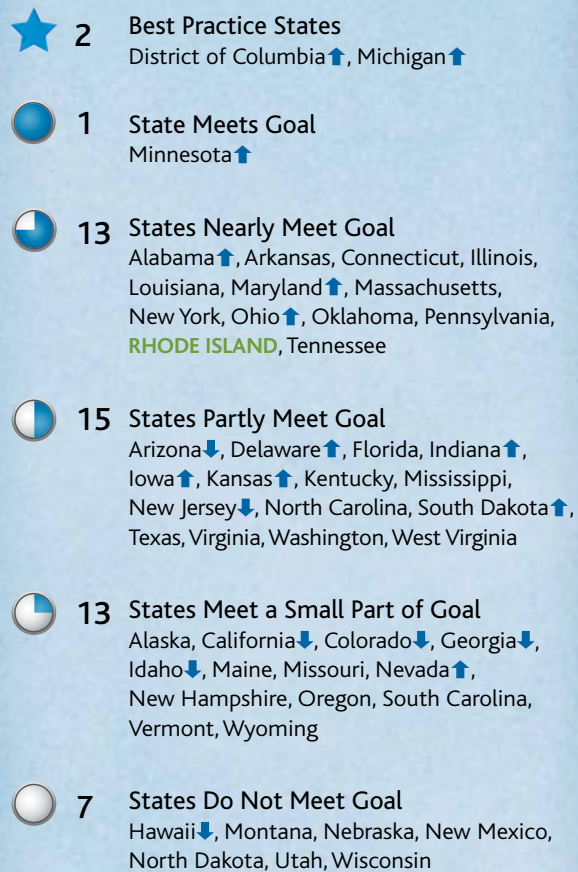 2 Best Practice States
District of Columbia⬆, Michigan⬆
1 State Meets Goal
Minnesota⬆
13 States Nearly Meet Goal
Alabama⬆, Arkansas, Connecticut, Illinois,
Louisiana, Maryland⬆, Massachusetts,
New York, Ohio⬆, Oklahoma, Pennsylvania,
RHODE ISLAND, Tennessee
15 States Partly Meet Goal
Arizona⬇, Delaware⬆, Florida, Indiana⬆,
Iowa⬆, Kansas⬆, Kentucky, Mississippi,
New Jersey⬇, North Carolina, South Dakota⬆,
Texas, Virginia, Washington, West Virginia
13 States Meet a Small Part of Goal
Alaska, California⬇, Colorado⬇, Georgia⬇,
Idaho⬇, Maine, Missouri, Nevada⬆,
New Hampshire, Oregon, South Carolina,
Vermont, Wyoming
7 States Do Not Meet Goal
Hawaii⬇, Montana, Nebraska, New Mexico,
North Dakota, Utah, Wisconsin